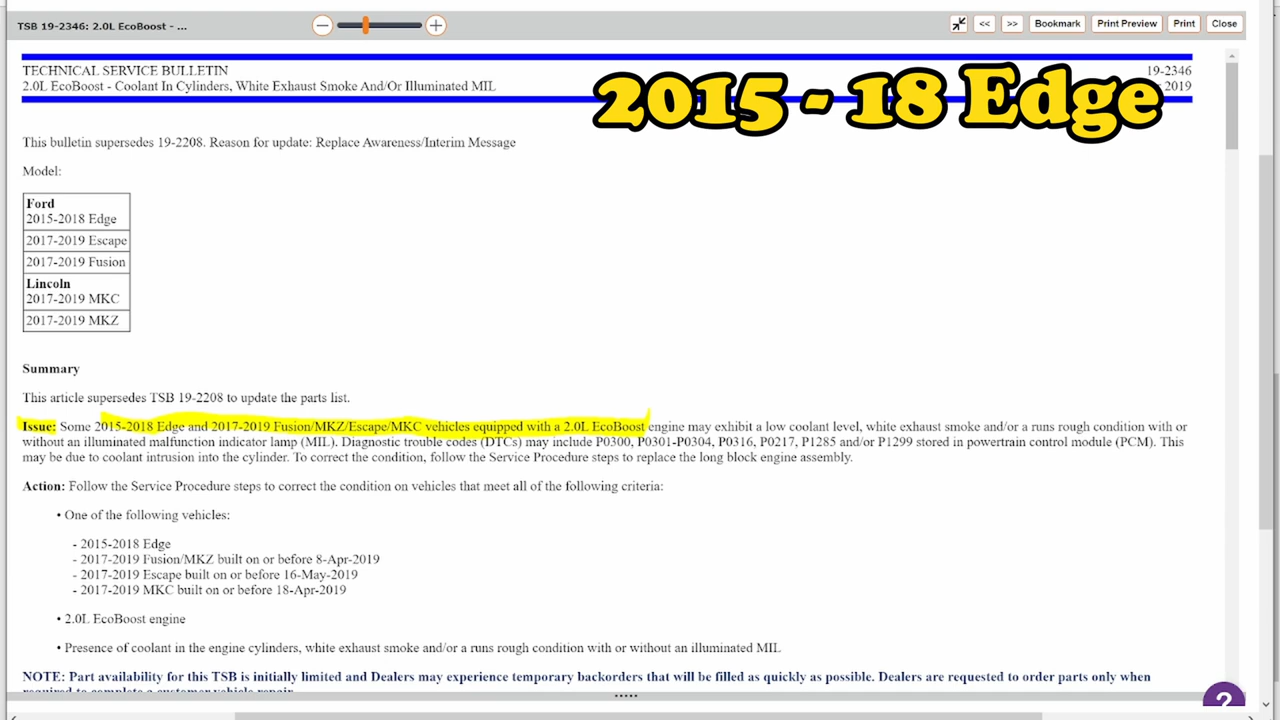 TSB 19-2346: 2.0L EcoBoost - ...
<< >> Bookmark Print Preview Print Close
TECHNICAL SERVICE BULLETIN 19-2346
2.0L EcoBoost - Coolant In Cylinders, White Exhaust Smoke And/Or Illuminated MIL 2019
2015 - 18 Edge
This bulletin supersedes 19-2208. Reason for update: Replace Awareness/Interim Message
Model:
Ford
2015-2018 Edge
2017-2019 Escape
2017-2019 Fusion
Lincoln
2017-2019 MKC
2017-2019 MKZ
Summary
This article supersedes TSB 19-2208 to update the parts list.
Issue: Some 2015-2018 Edge and 2017-2019 Fusion/MKZ/Escape/MKC vehicles equipped with a 2.0L EcoBoost engine may exhibit a low coolant level, white exhaust smoke and/or a runs rough condition with or
without an illuminated malfunction indicator lamp (MIL). Diagnostic trouble codes (DTCs) may include P0300, P0301-P0304, P0316, P0217, P1285 and/or P1299 stored in powertrain control module (PCM). This
may be due to coolant intrusion into the cylinder. To correct the condition, follow the Service Procedure steps to replace the long block engine assembly.
Action: Follow the Service Procedure steps to correct the condition on vehicles that meet all of the following criteria:
• One of the following vehicles:
- 2015-2018 Edge
- 2017-2019 Fusion/MKZ built on or before 8-Apr-2019
- 2017-2019 Escape built on or before 16-May-2019
- 2017-2019 MKC built on or before 18-Apr-2019
• 2.0L EcoBoost engine
• Presence of coolant in the engine cylinders, white exhaust smoke and/or a runs rough condition with or without an illuminated MIL
NOTE: Part availability for this TSB is initially limited and Dealers may experience temporary backorders that will be filled as quickly as possible. Dealers are requested to order parts only when
required to complete a customer vehicle repair.
?